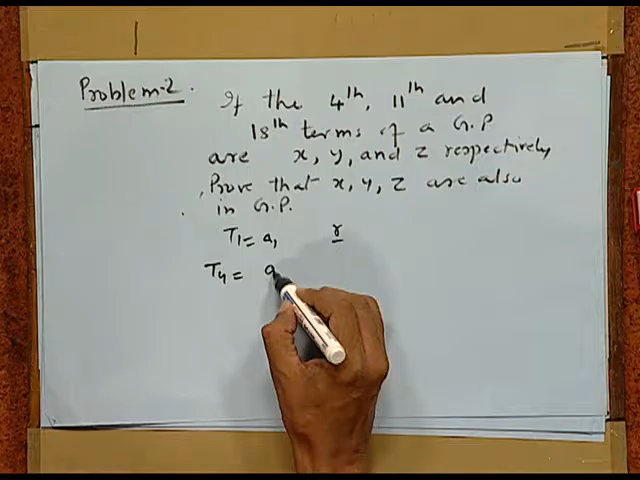 Problem-2.
If the 4th, 11th and
18th terms of a G.P
are x, y, and z respectively
Prove that x, y, z are also
in G.P.
T1 = a, r
T4 = a